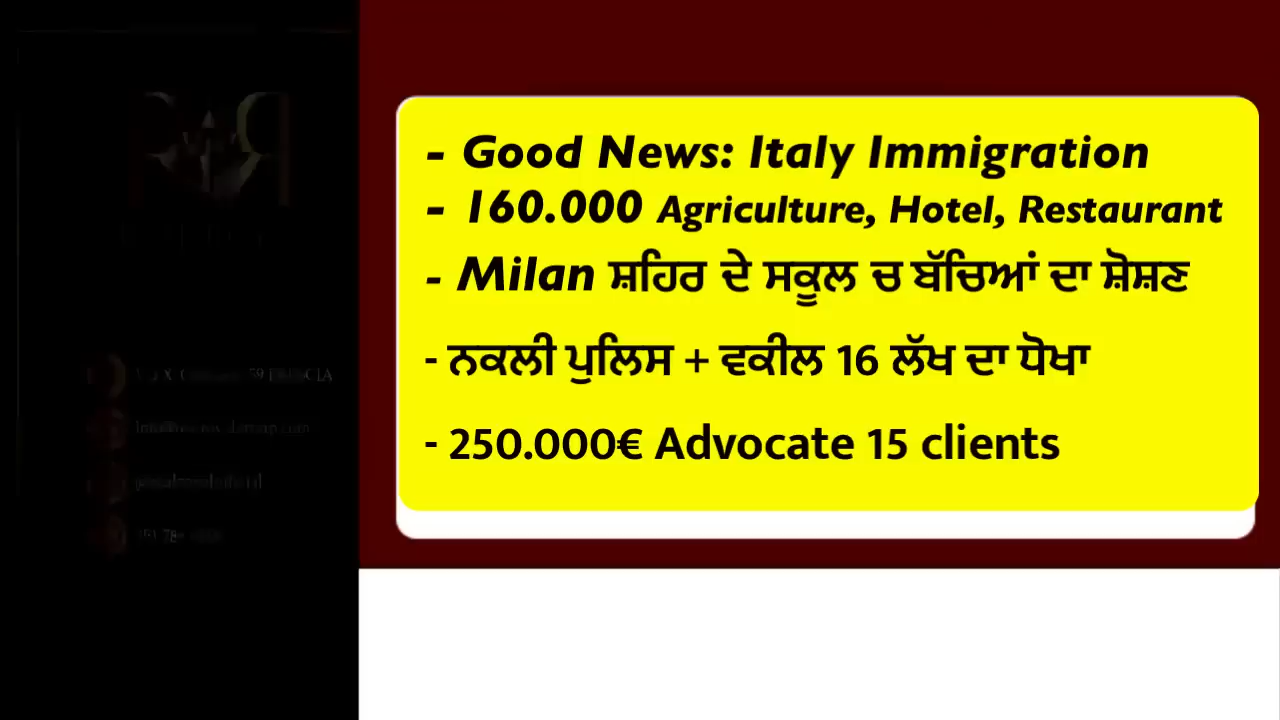 - Good News: Italy Immigration
- 160.000 Agriculture, Hotel, Restaurant
- Milan ਸ਼ਹਿਰ ਦੇ ਸਕੂਲ ਚ ਬੱਚਿਆਂ ਦਾ ਸ਼ੋਸ਼ਣ
- ਨਕਲੀ ਪੁਲਿਸ + ਵਕੀਲ 16 ਲੱਖ ਦਾ ਧੋਖਾ
- 250.000€ Advocate 15 clients